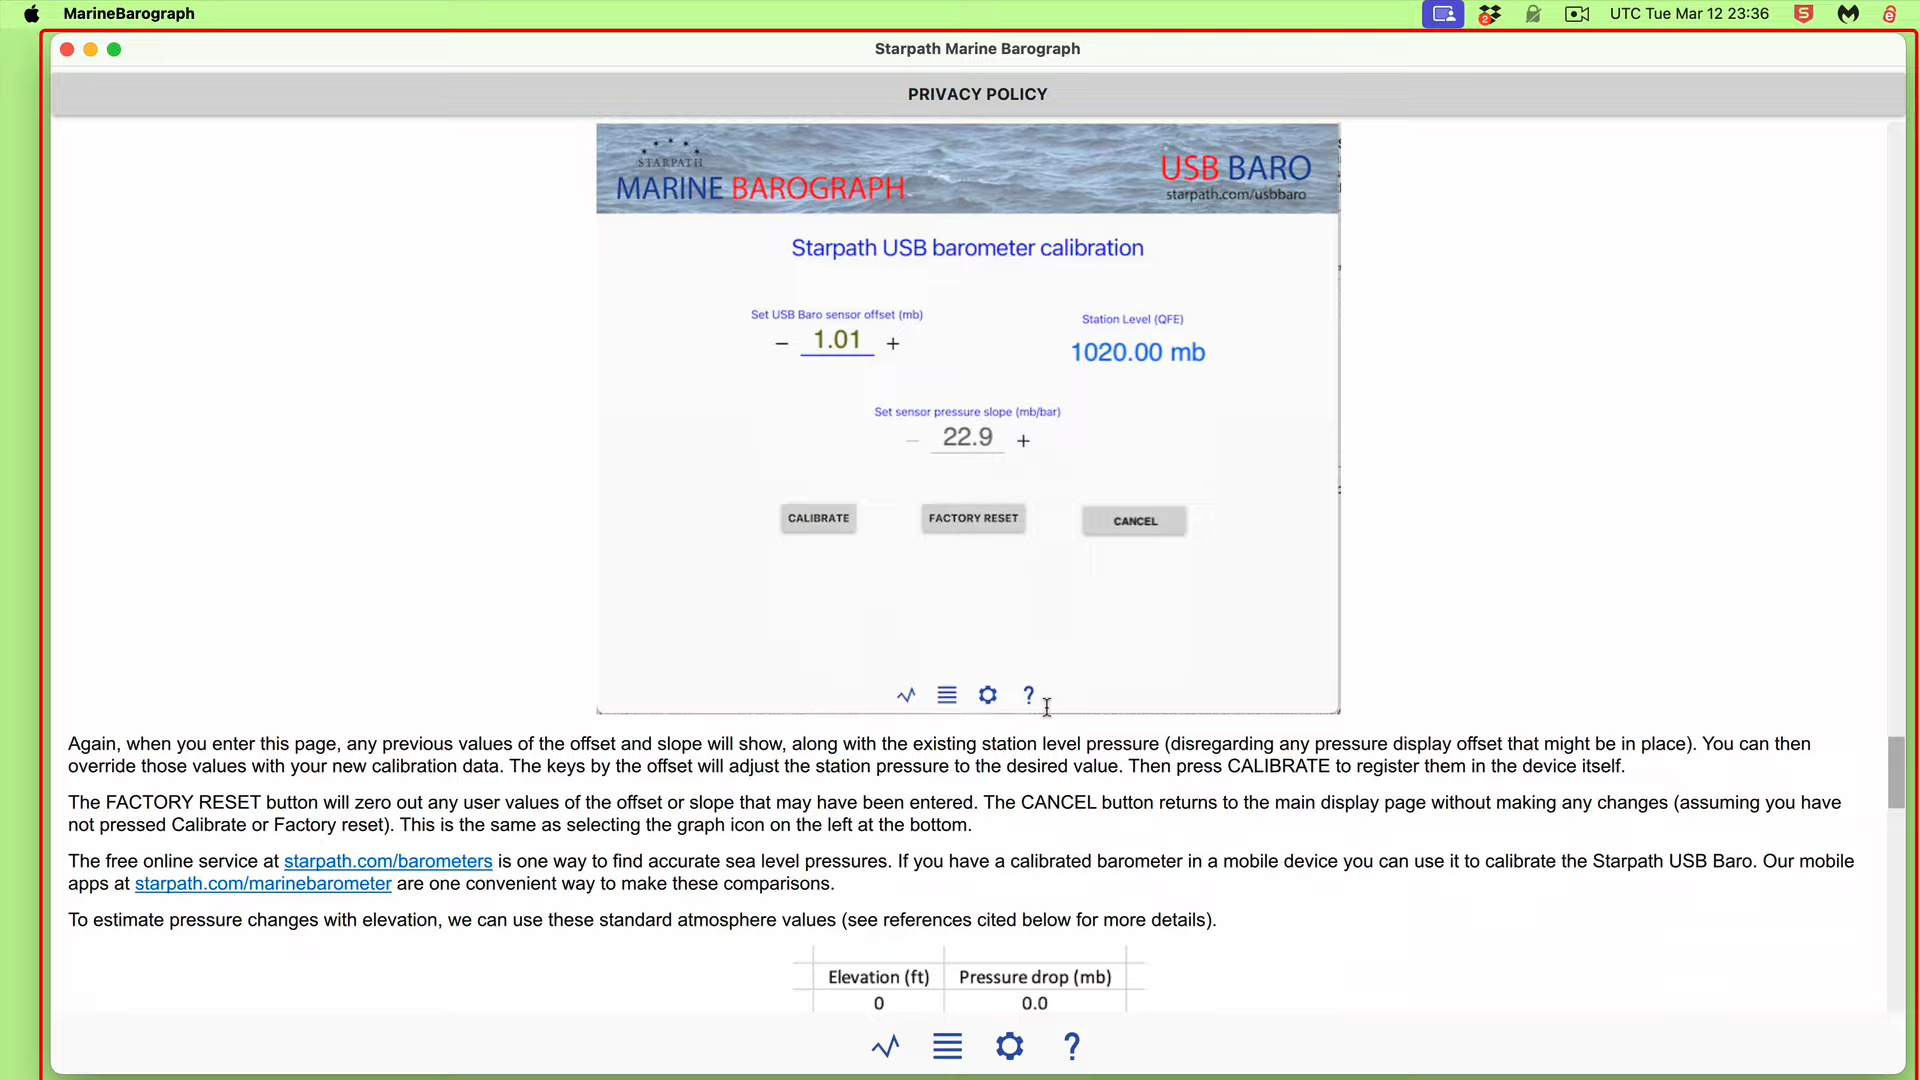 MarineBarograph
2
UTC Tue Mar 12 23:36
Starpath Marine Barograph
PRIVACY POLICY
STARPATH
MARINE BAROGRAPH
USB BARO
starpath.com/usbbaro
Starpath USB barometer calibration
Set USB Baro sensor offset (mb)
− 1.01 +
Station Level (QFE)
1020.00 mb
Set sensor pressure slope (mb/bar)
− 22.9 +
CALIBRATE
FACTORY RESET
CANCEL
?
Again, when you enter this page, any previous values of the offset and slope will show, along with the existing station level pressure (disregarding any pressure display offset that might be in place). You can then
override those values with your new calibration data. The keys by the offset will adjust the station pressure to the desired value. Then press CALIBRATE to register them in the device itself.
The FACTORY RESET button will zero out any user values of the offset or slope that may have been entered. The CANCEL button returns to the main display page without making any changes (assuming you have
not pressed Calibrate or Factory reset). This is the same as selecting the graph icon on the left at the bottom.
The free online service at starpath.com/barometers is one way to find accurate sea level pressures. If you have a calibrated barometer in a mobile device you can use it to calibrate the Starpath USB Baro. Our mobile
apps at starpath.com/marinebarometer are one convenient way to make these comparisons.
To estimate pressure changes with elevation, we can use these standard atmosphere values (see references cited below for more details).
Elevation (ft) Pressure drop (mb)
0 0.0
?